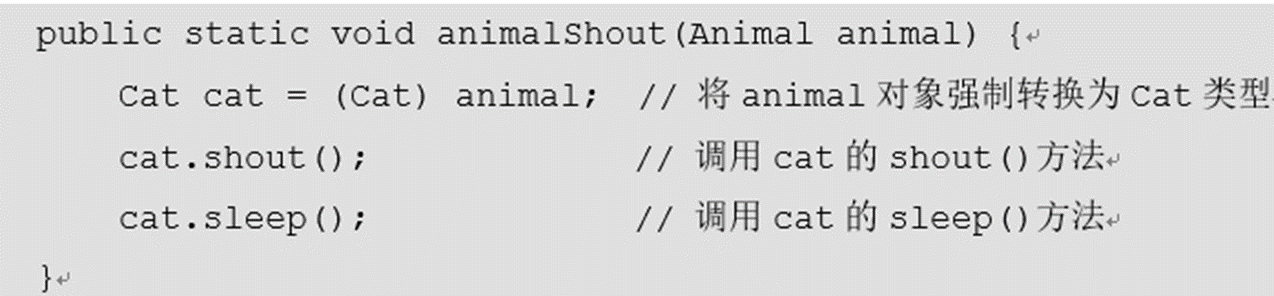 public static void animalShout(Animal animal) {
Cat cat = (Cat) animal; // 将 animal 对象强制转换为 Cat 类型
cat.shout(); // 调用 cat 的 shout()方法
cat.sleep(); // 调用 cat 的 sleep()方法
}